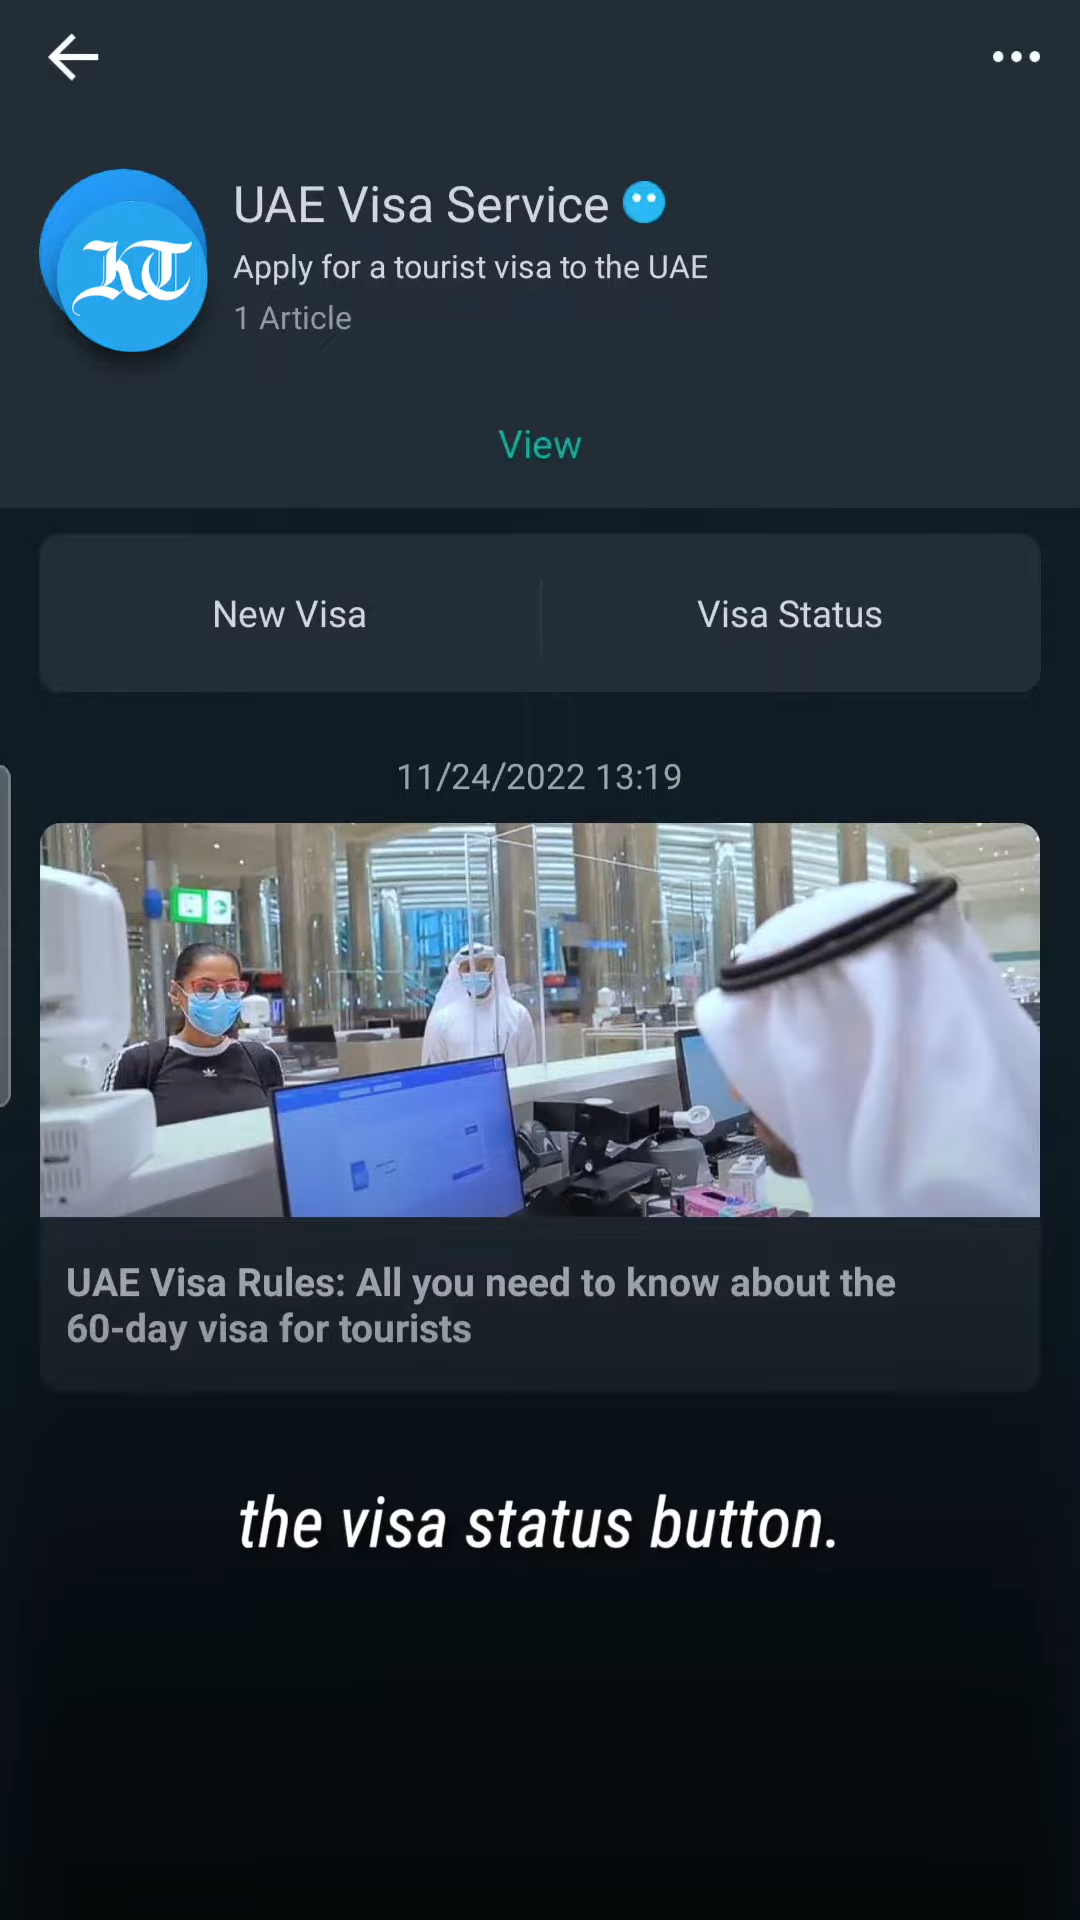 UAE Visa Service
KT
Apply for a tourist visa to the UAE
1 Article
View
New Visa
Visa Status
11/24/2022 13:19
UAE Visa Rules: All you need to know about the
60-day visa for tourists
the visa status button.